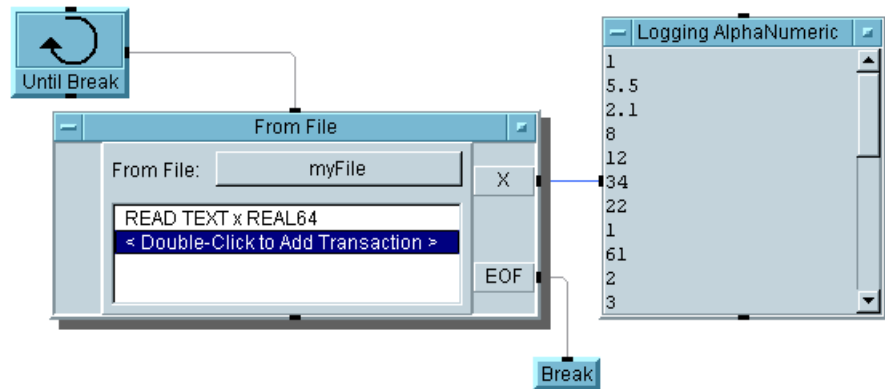 Until Break
From File
From File: myFile
READ TEXT x REAL64
< Double-Click to Add Transaction >
X
EOF
Break
Logging AlphaNumeric
1
5.5
2.1
8
12
34
22
1
61
2
3